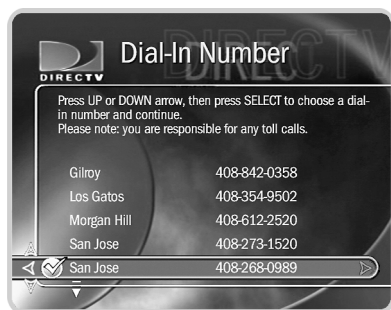 DIRECTV
Dial-In Number
Press UP or DOWN arrow, then press SELECT to choose a dial-
in number and continue.
Please note: you are responsible for any toll calls.
Gilroy 408-842-0358
Los Gatos 408-354-9502
Morgan Hill 408-612-2520
San Jose 408-273-1520
San Jose 408-268-0989